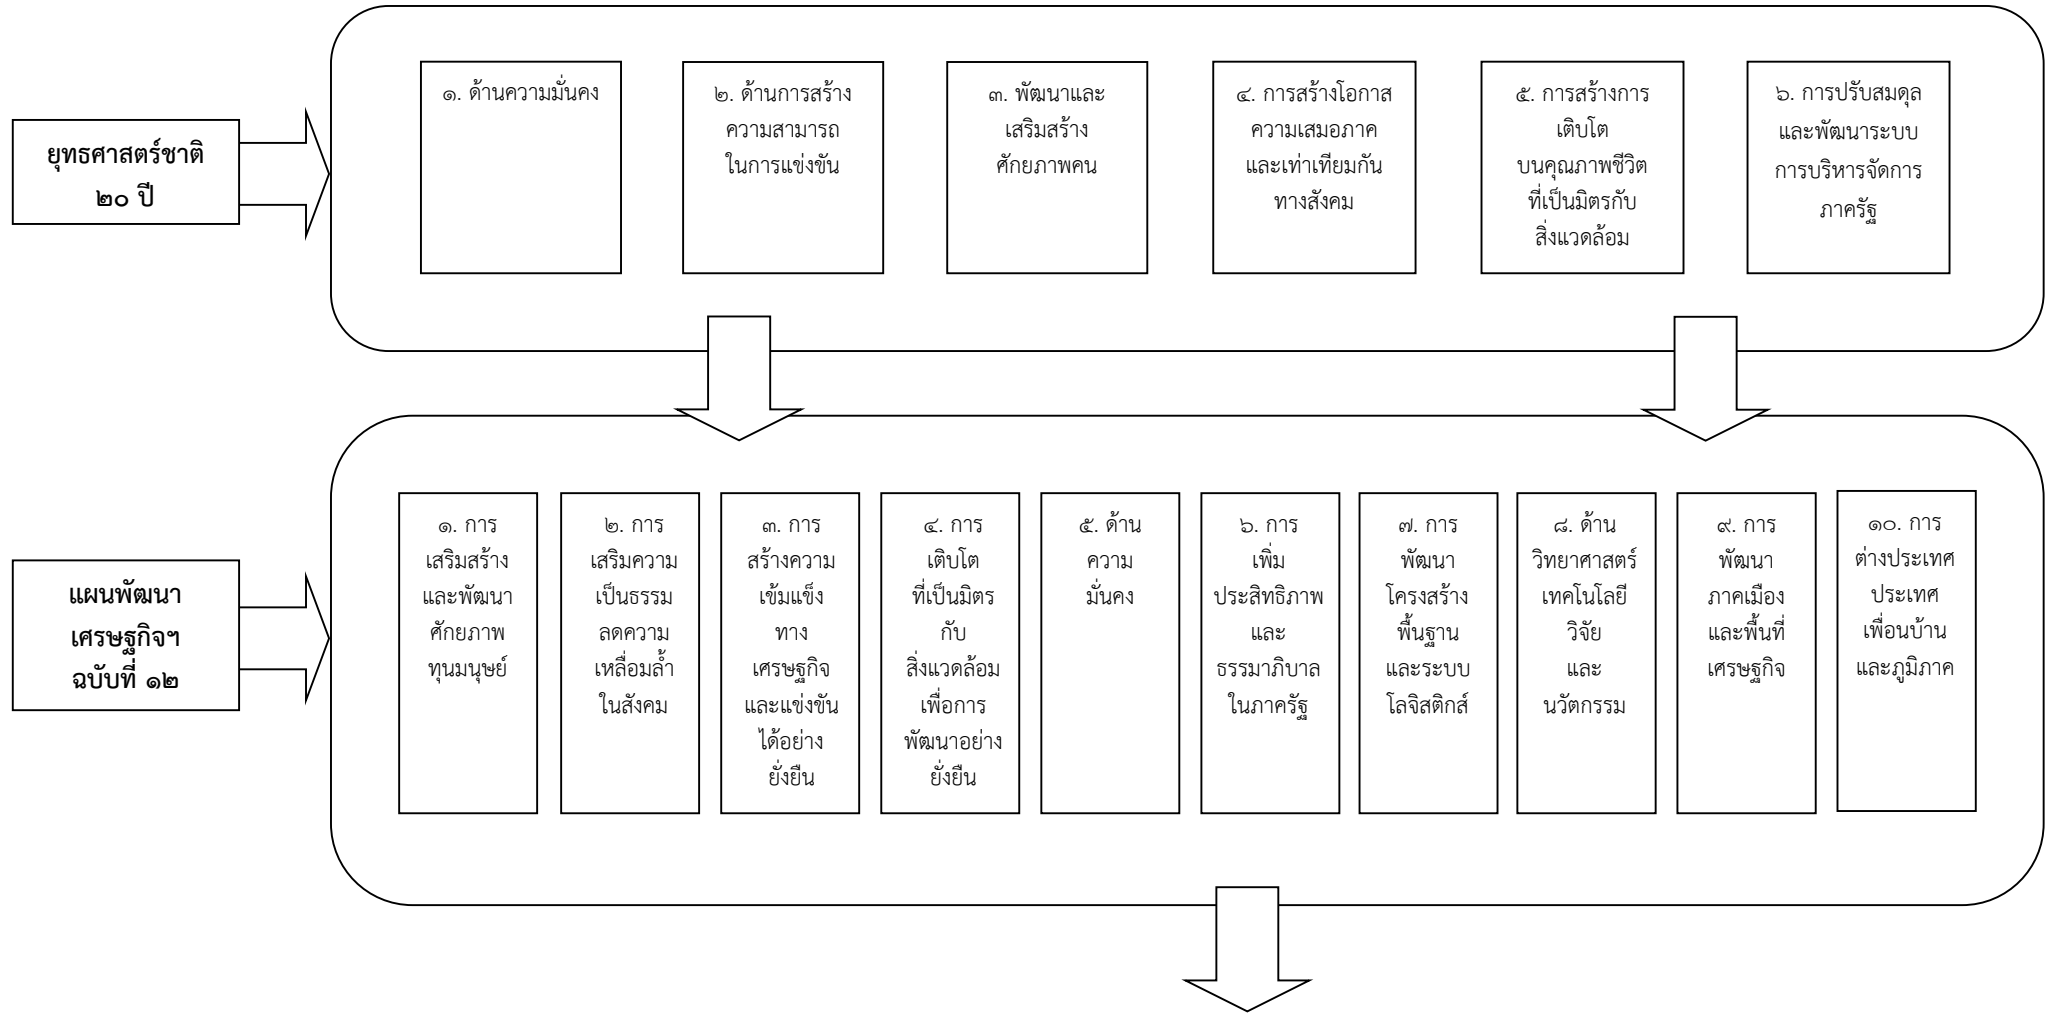 ยุทธศาสตร์ชาติ
๒๐ ปี
๑. ด้านความมั่นคง
๒. ด้านการสร้าง
ความสามารถ
ในการแข่งขัน
๓. พัฒนาและ
เสริมสร้าง
ศักยภาพคน
๔. การสร้างโอกาส
ความเสมอภาค
และเท่าเทียมกัน
ทางสังคม
๕. การสร้างการ
เติบโต
บนคุณภาพชีวิต
ที่เป็นมิตรกับ
สิ่งแวดล้อม
๖. การปรับสมดุล
และพัฒนาระบบ
การบริหารจัดการ
ภาครัฐ
แผนพัฒนา
เศรษฐกิจฯ
ฉบับที่ ๑๒
๑. การ
เสริมสร้าง
และพัฒนา
ศักยภาพ
ทุนมนุษย์
๒. การ
เสริมความ
เป็นธรรม
ลดความ
เหลื่อมล้ำ
ในสังคม
๓. การ
สร้างความ
เข้มแข็ง
ทาง
เศรษฐกิจ
และแข่งขัน
ได้อย่าง
ยั่งยืน
๔. การ
เติบโต
ที่เป็นมิตร
กับ
สิ่งแวดล้อม
เพื่อการ
พัฒนาอย่าง
ยั่งยืน
๕. ด้าน
ความ
มั่นคง
๖. การ
เพิ่ม
ประสิทธิภาพ
และ
ธรรมาภิบาล
ในภาครัฐ
๗. การ
พัฒนา
โครงสร้าง
พื้นฐาน
และระบบ
โลจิสติกส์
๘. ด้าน
วิทยาศาสตร์
เทคโนโลยี
วิจัย
และ
นวัตกรรม
๙. การ
พัฒนา
ภาคเมือง
และพื้นที่
เศรษฐกิจ
๑๐. การ
ต่างประเทศ
ประเทศ
เพื่อนบ้าน
และภูมิภาค